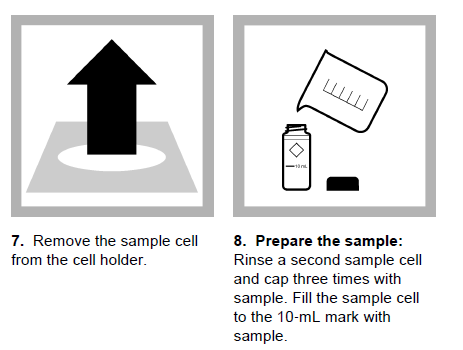 10 mL
7. Remove the sample cell
from the cell holder.
8. Prepare the sample:
Rinse a second sample cell
and cap three times with
sample. Fill the sample cell
to the 10-mL mark with
sample.